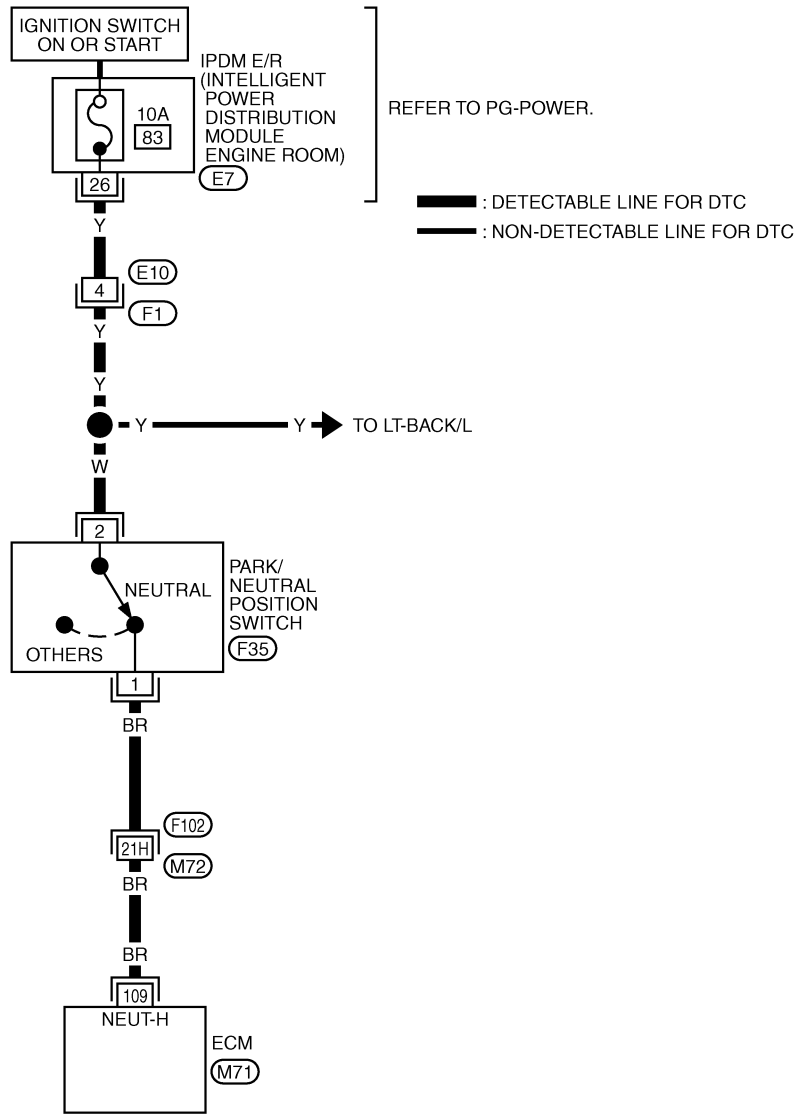 IGNITION SWITCH
ON OR START
IPDM E/R
(INTELLIGENT
POWER
DISTRIBUTION
MODULE
ENGINE ROOM)
E7
10A
83
26
REFER TO PG-POWER.
: DETECTABLE LINE FOR DTC
: NON-DETECTABLE LINE FOR DTC
Y
E10
4
F1
Y
Y
Y
Y
TO LT-BACK/L
W
2
NEUTRAL
OTHERS
PARK/
NEUTRAL
POSITION
SWITCH
F35
1
BR
F102
21H
M72
BR
BR
109
NEUT-H
ECM
M71